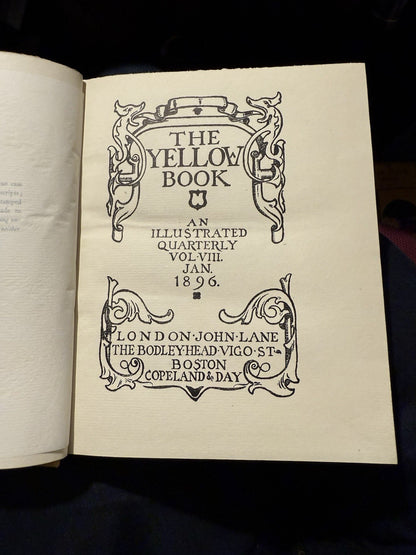 THE
YELLOW
BOOK
AN
ILLUSTRATED
QUARTERLY
VOL·VIII.
JAN.
1896.
LONDON·JOHN·LANE
THE·BODLEY·HEAD·VIGO·ST·
BOSTON
COPELAND & DAY